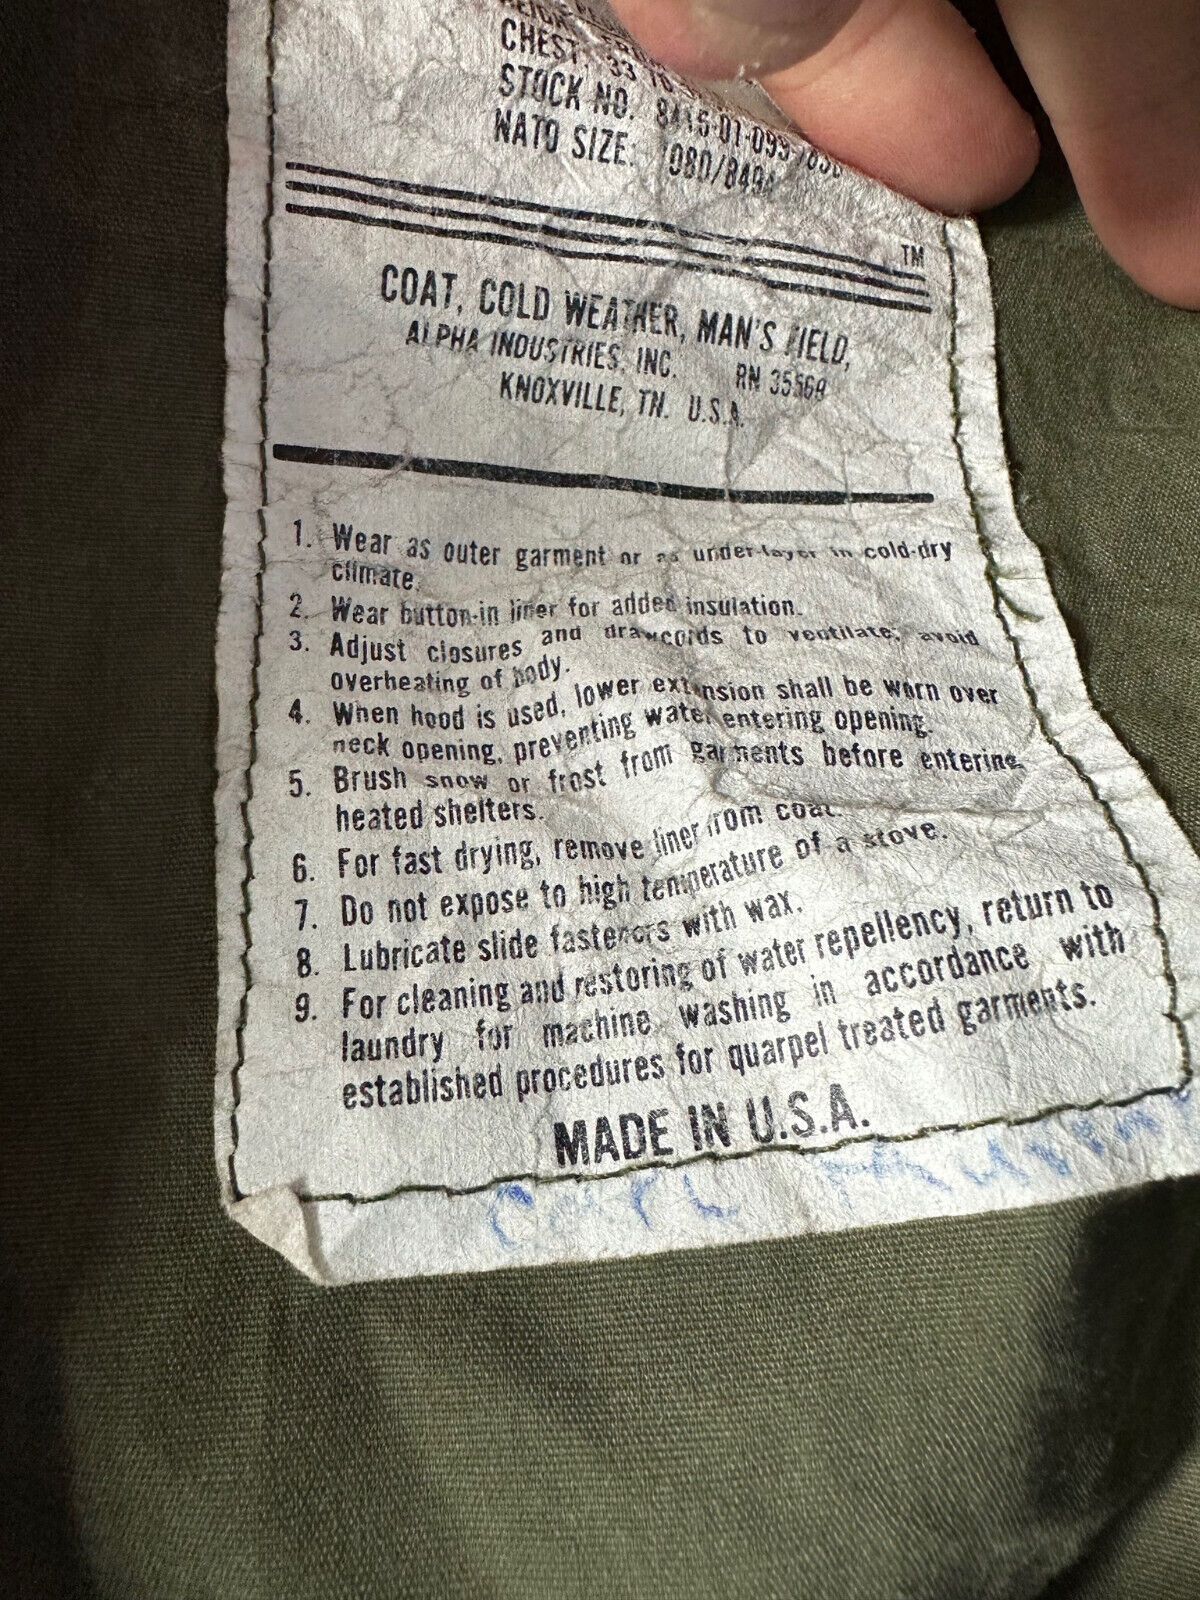 CHEST: 33
STOCK NO. 8415-01-099
NATO SIZE:
TM
COAT, COLD WEATHER, MAN'S FIELD,
ALPHA INDUSTRIES, INC. RN 35568
KNOXVILLE, TN. U.S.A.
1. Wear as outer garment or as under-layer in cold-dry
climate.
2. Wear button-in liner for added insulation.
3. Adjust closures and drawcords to ventilate; avoid
overheating of body.
4. When hood is used, lower extension shall be worn over
neck opening, preventing water entering opening.
5. Brush snow or frost from garments before entering
heated shelters.
6. For fast drying, remove liner from coat.
7. Do not expose to high temperature of a stove.
8. Lubricate slide fasteners with wax.
9. For cleaning and restoring of water repellency, return to
laundry for machine washing in accordance with
established procedures for quarpel treated garments.
MADE IN U.S.A.